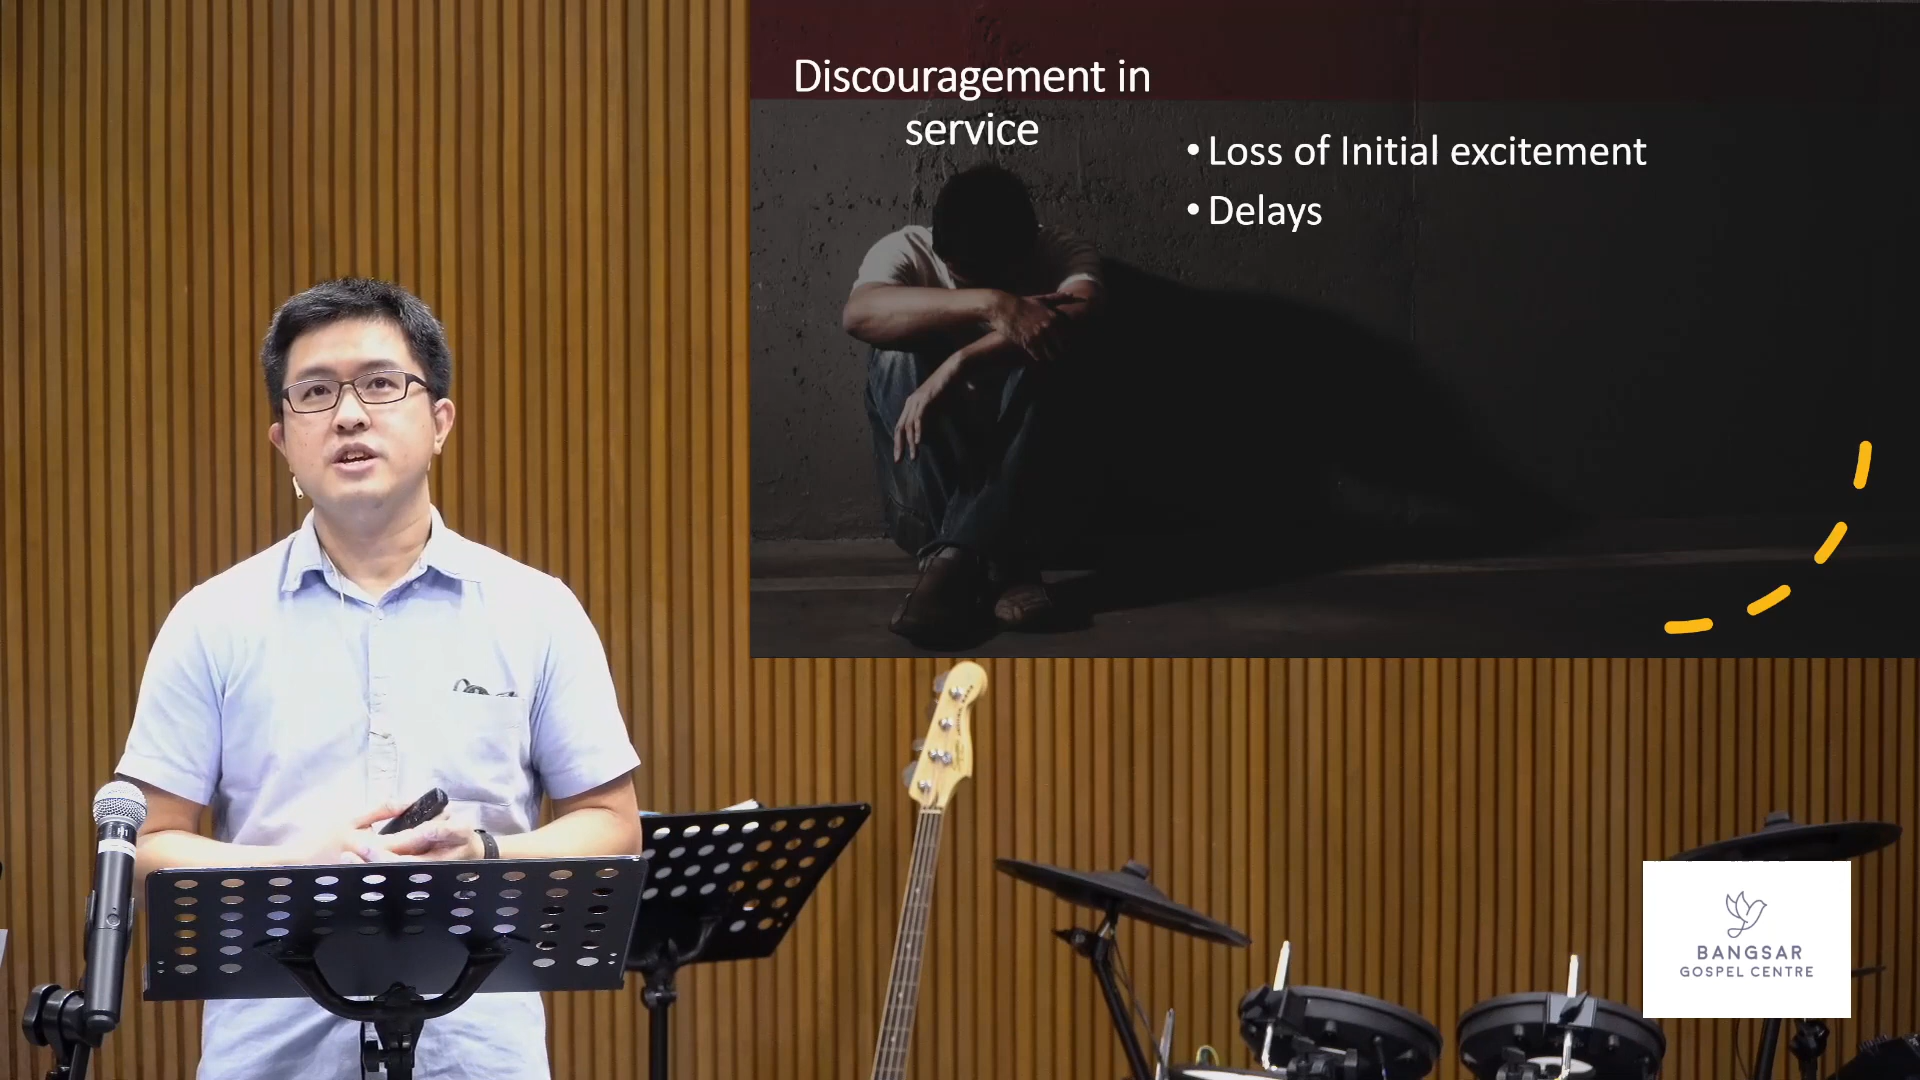 Discouragement in
service
• Loss of Initial excitement
• Delays
BANGSAR
GOSPEL CENTRE